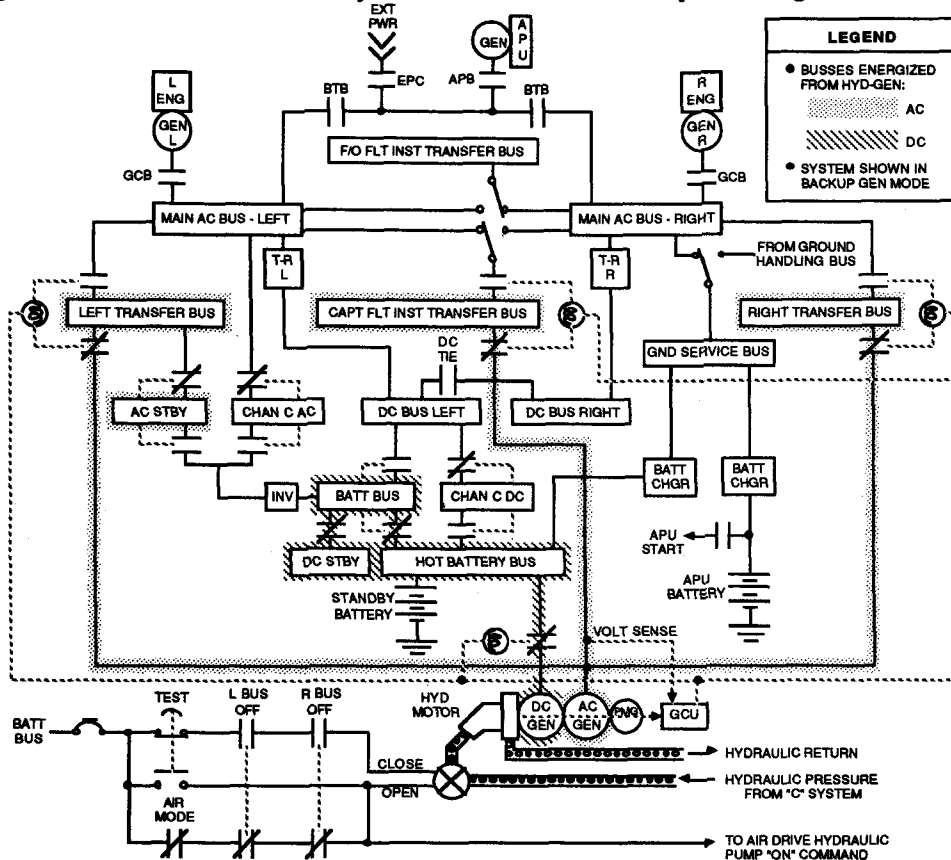 EXT
PWR
GEN
APU
EPC
APB
BTB
BTB
L
ENG
GEN
L
GCB
R
ENG
GEN
R
GCB
LEGEND
• BUSSES ENERGIZED
FROM HYD-GEN:
AC
DC
• SYSTEM SHOWN IN
BACKUP GEN MODE
F/O FLT INST TRANSFER BUS
MAIN AC BUS - LEFT
MAIN AC BUS - RIGHT
T-R
L
T-R
R
FROM GROUND
HANDLING BUS
LEFT TRANSFER BUS
CAPT FLT INST TRANSFER BUS
RIGHT TRANSFER BUS
DC
TIE
GND SERVICE BUS
AC STBY
CHAN C AC
DC BUS LEFT
DC BUS RIGHT
INV
BATT BUS
CHAN C DC
BATT
CHGR
BATT
CHGR
DC STBY
HOT BATTERY BUS
APU
START
STANDBY
BATTERY
APU
BATTERY
VOLT SENSE
BATT
BUS
TEST
L BUS
OFF
R BUS
OFF
HYD
MOTOR
DC
GEN
AC
GEN
PMG
GCU
CLOSE
OPEN
HYDRAULIC RETURN
HYDRAULIC PRESSURE
FROM "C" SYSTEM
AIR
MODE
TO AIR DRIVE HYDRAULIC
PUMP "ON" COMMAND